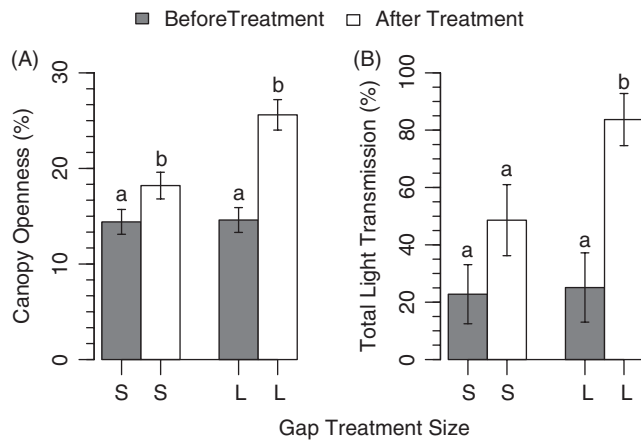 BeforeTreatment After Treatment
(A)
Canopy Openness (%)
30
20
10
0
a b a b
S S L L
(B)
Total Light Transmission (%)
100
80
60
40
20
0
a a a b
S S L L
Gap Treatment Size